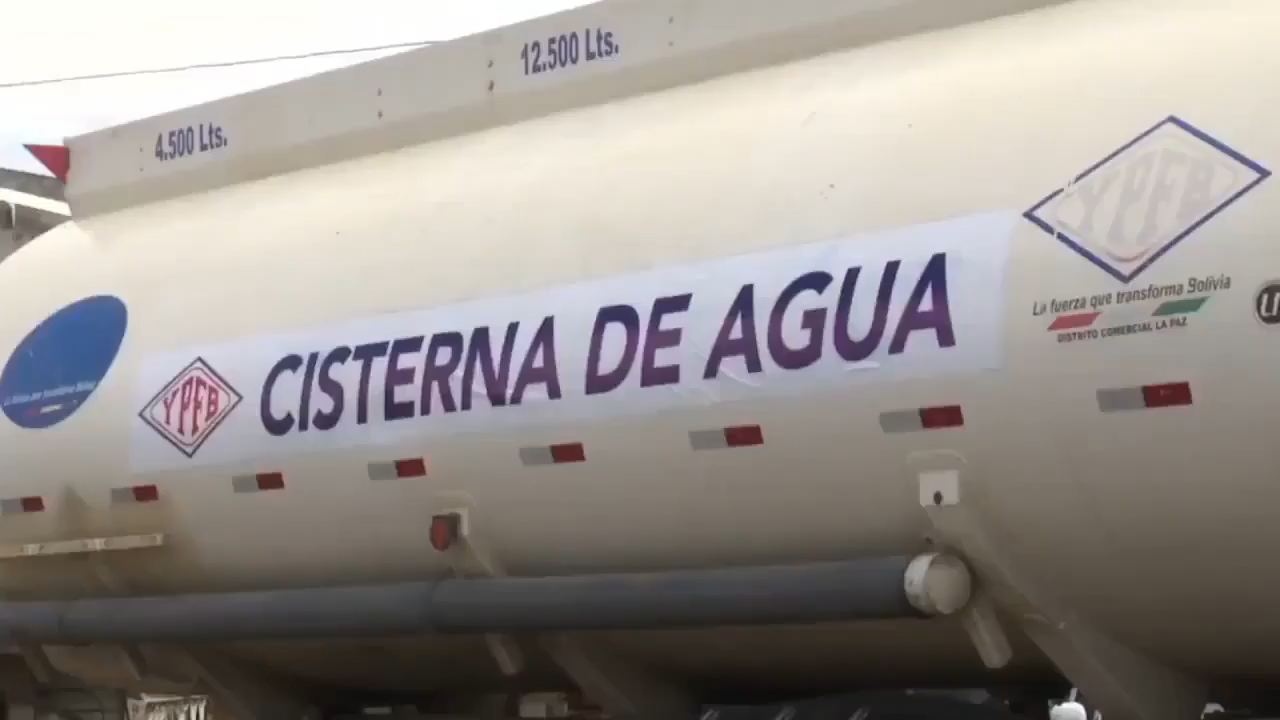 12.500 Lts.
4.500 Lts.
YPFB
La fuerza que transforma Bolivia
DISTRITO COMERCIAL LA PAZ
YPFB
CISTERNA DE AGUA